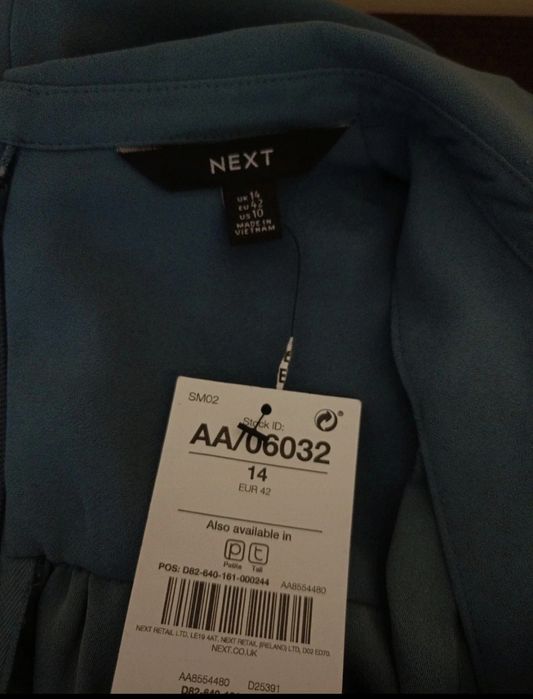 NEXT
UK 14
EU 42
US 10
MADE IN
VIETNAM
SM02
Stock ID:
AA/06032
14
EUR 42
Also available in
p t
Petite Tall
POS: D82-640-161-000244 AA8554480
NEXT RETAIL LTD, LE19 4AT. NEXT RETAIL (IRELAND) LTD, D02 ED70.
NEXT.CO.UK
AA8554480 D25391